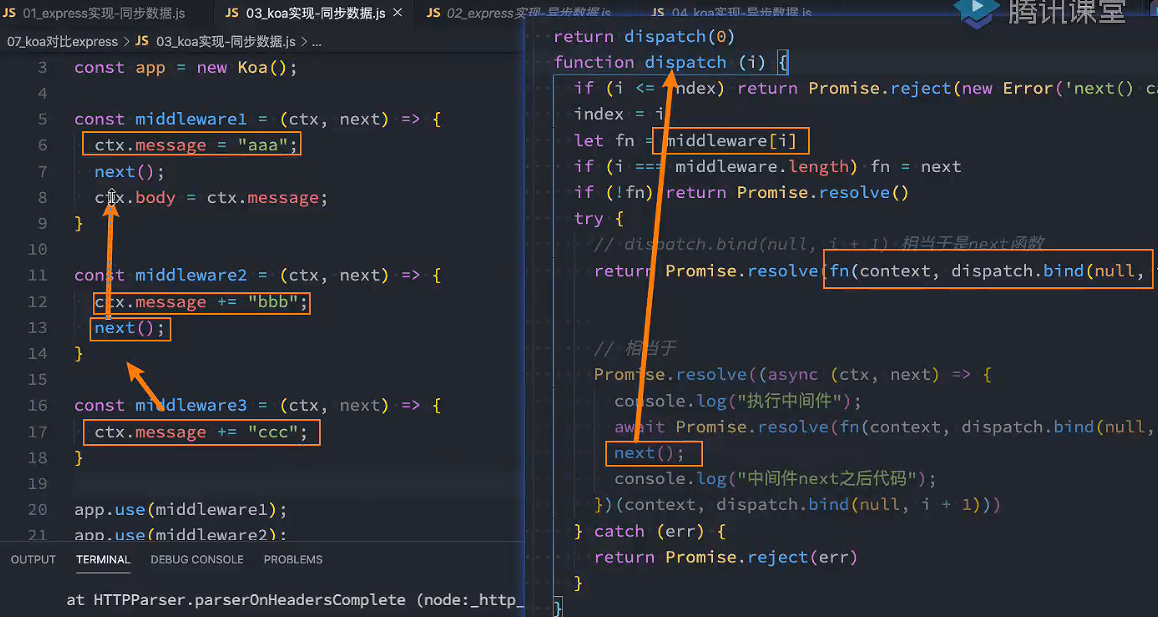 JS 01_express实现-同步数据.js
JS 03_koa实现-同步数据.js ×
JS 02_express实现-异步数据.js
JS 04_koa实现-异步数据.js
腾讯课堂
07_koa对比express > JS 03_koa实现-同步数据.js > ...
3 const app = new Koa();
4
5 const middleware1 = (ctx, next) => {
6 ctx.message = "aaa";
7 next();
8 ctx.body = ctx.message;
9 }
10
11 const middleware2 = (ctx, next) => {
12 ctx.message += "bbb";
13 next();
14 }
15
16 const middleware3 = (ctx, next) => {
17 ctx.message += "ccc";
18 }
19
20 app.use(middleware1);
21 app.use(middleware2);
OUTPUT TERMINAL DEBUG CONSOLE PROBLEMS
at HTTPParser.parserOnHeadersComplete (node:_http_
return dispatch(0)
function dispatch (i) {
if (i <= index) return Promise.reject(new Error('next() ca
index = i
let fn = middleware[i]
if (i === middleware.length) fn = next
if (!fn) return Promise.resolve()
try {
// dispatch.bind(null, i + 1) 相当于是next函数
return Promise.resolve(fn(context, dispatch.bind(null,
// 相当于
Promise.resolve((async (ctx, next) => {
console.log("执行中间件");
await Promise.resolve(fn(context, dispatch.bind(null,
next();
console.log("中间件next之后代码");
})(context, dispatch.bind(null, i + 1)))
} catch (err) {
return Promise.reject(err)
}
}